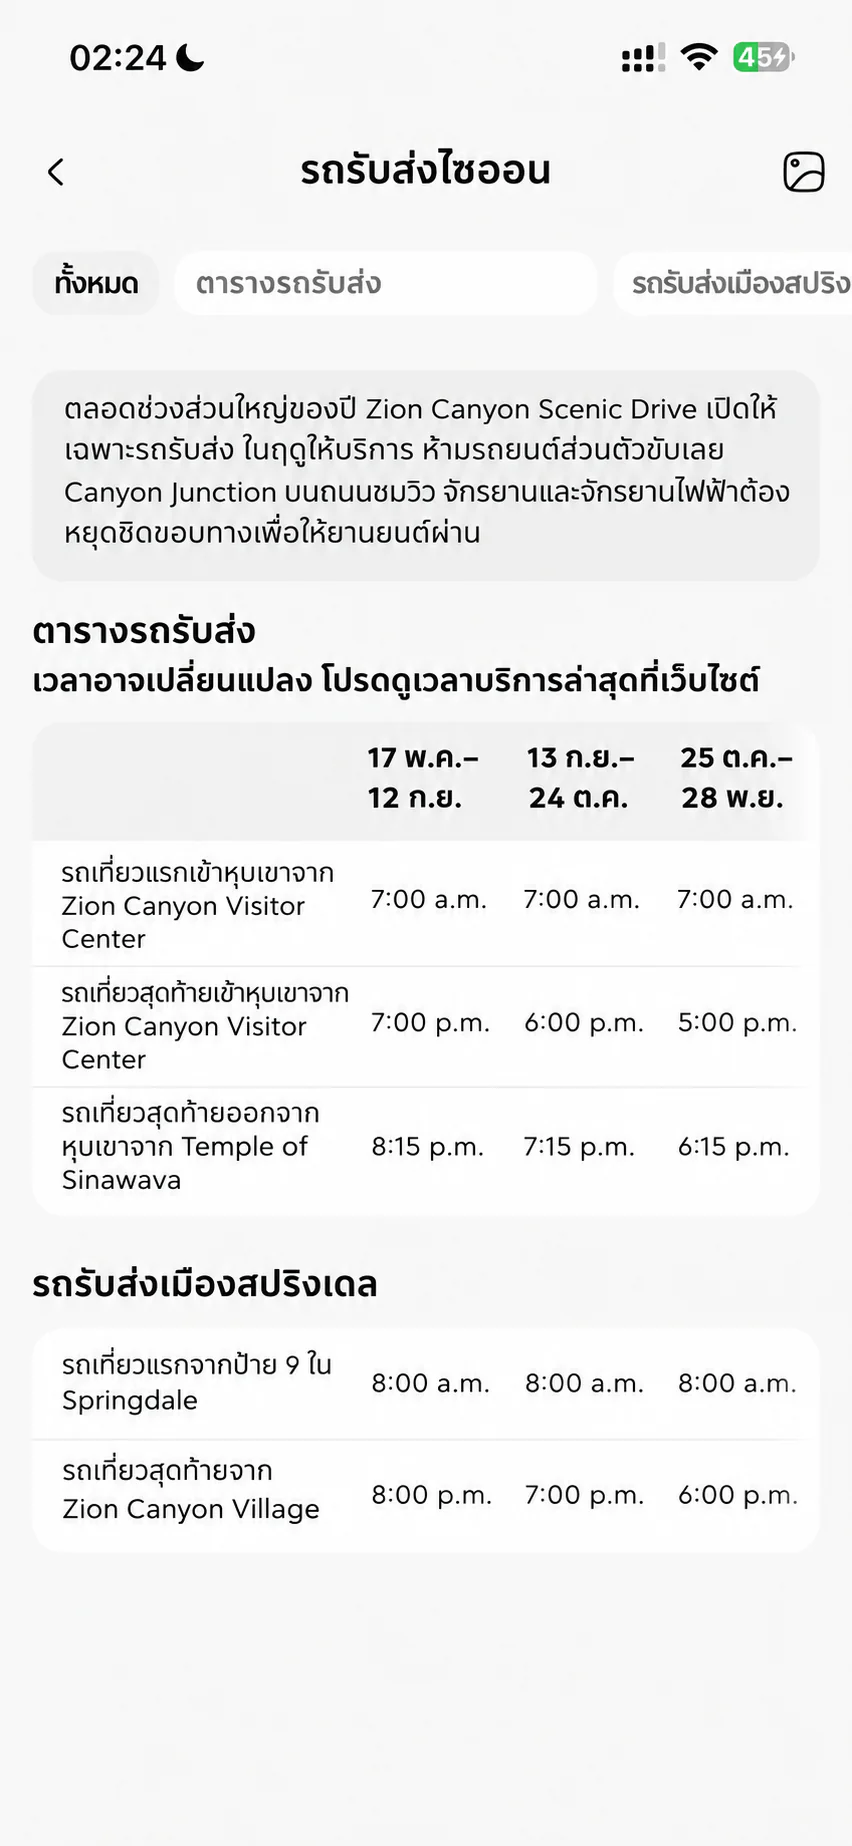 02:24
45
รถรับส่งไซออน
ทั้งหมด
ตารางรถรับส่ง
รถรับส่งเมืองสปริง
ตลอดช่วงส่วนใหญ่ของปี Zion Canyon Scenic Drive เปิดให้
เฉพาะรถรับส่ง ในฤดูให้บริการ ห้ามรถยนต์ส่วนตัวขับเลย
Canyon Junction บนถนนชมวิว จักรยานและจักรยานไฟฟ้าต้อง
หยุดชิดขอบทางเพื่อให้ยานยนต์ผ่าน
ตารางรถรับส่ง
เวลาอาจเปลี่ยนแปลง โปรดดูเวลาบริการล่าสุดที่เว็บไซต์
17 พ.ค.–
12 ก.ย.
13 ก.ย.–
24 ต.ค.
25 ต.ค.–
28 พ.ย.
รถเที่ยวแรกเข้าหุบเขาจาก
Zion Canyon Visitor
Center
7:00 a.m.
7:00 a.m.
7:00 a.m.
รถเที่ยวสุดท้ายเข้าหุบเขาจาก
Zion Canyon Visitor
Center
7:00 p.m.
6:00 p.m.
5:00 p.m.
รถเที่ยวสุดท้ายออกจาก
หุบเขาจาก Temple of
Sinawava
8:15 p.m.
7:15 p.m.
6:15 p.m.
รถรับส่งเมืองสปริงเดล
รถเที่ยวแรกจากป้าย 9 ใน
Springdale
8:00 a.m.
8:00 a.m.
8:00 a.m.
รถเที่ยวสุดท้ายจาก
Zion Canyon Village
8:00 p.m.
7:00 p.m.
6:00 p.m.